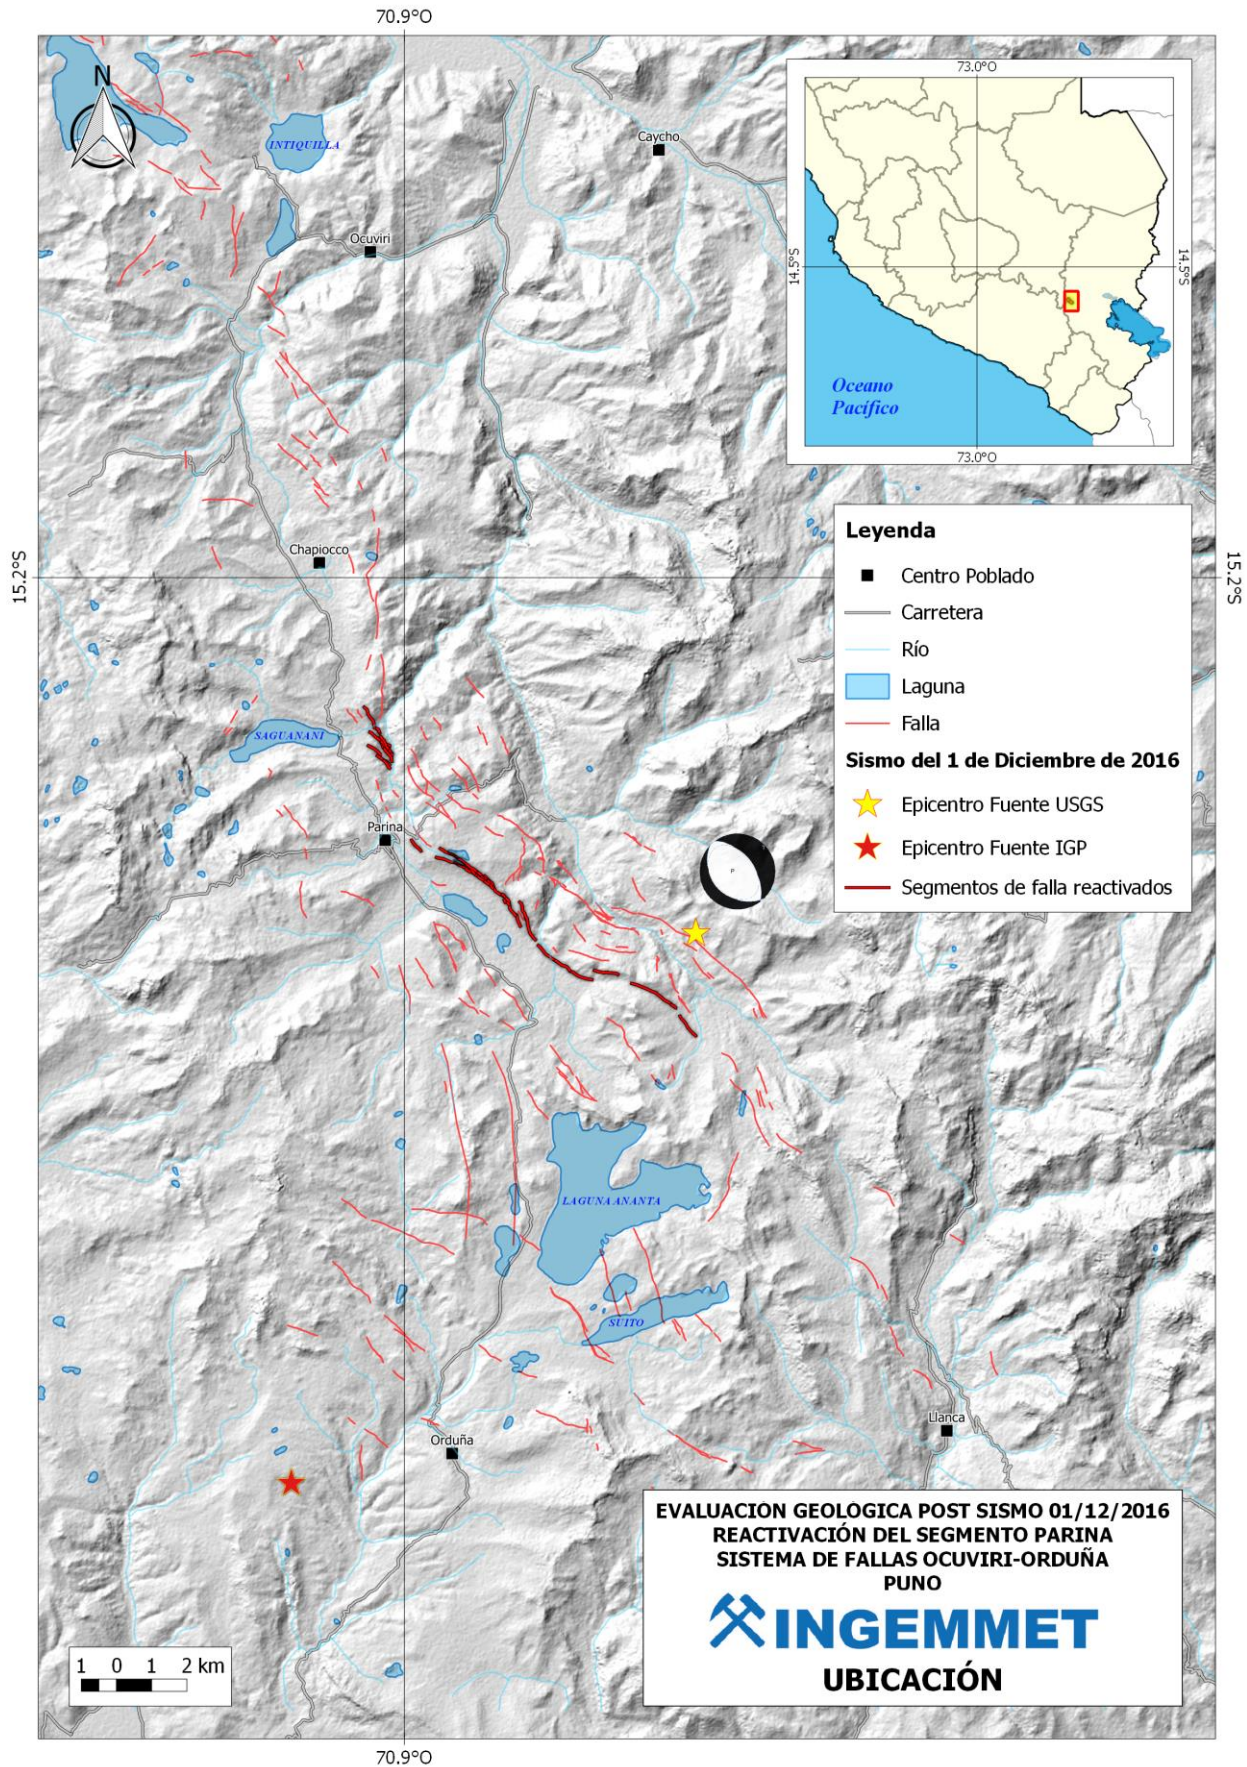 70.9°O
N
INTIQUILLA
Caycho
Ocuviri
73.0°O
14.5°S
14.5°S
Oceano
Pacífico
73.0°O
15.2°S
15.2°S
Chapiocco
SAGUANANI
Parina
P
Leyenda
Centro Poblado
Carretera
Río
Laguna
Falla
Sismo del 1 de Diciembre de 2016
Epicentro Fuente USGS
Epicentro Fuente IGP
Segmentos de falla reactivados
LAGUNA ANANTA
SUITO
Llanca
Orduña
EVALUACIÓN GEOLÓGICA POST SISMO 01/12/2016
REACTIVACIÓN DEL SEGMENTO PARINA
SISTEMA DE FALLAS OCUVIRI-ORDUÑA
PUNO
INGEMMET
UBICACIÓN
1 0 1 2 km
70.9°O